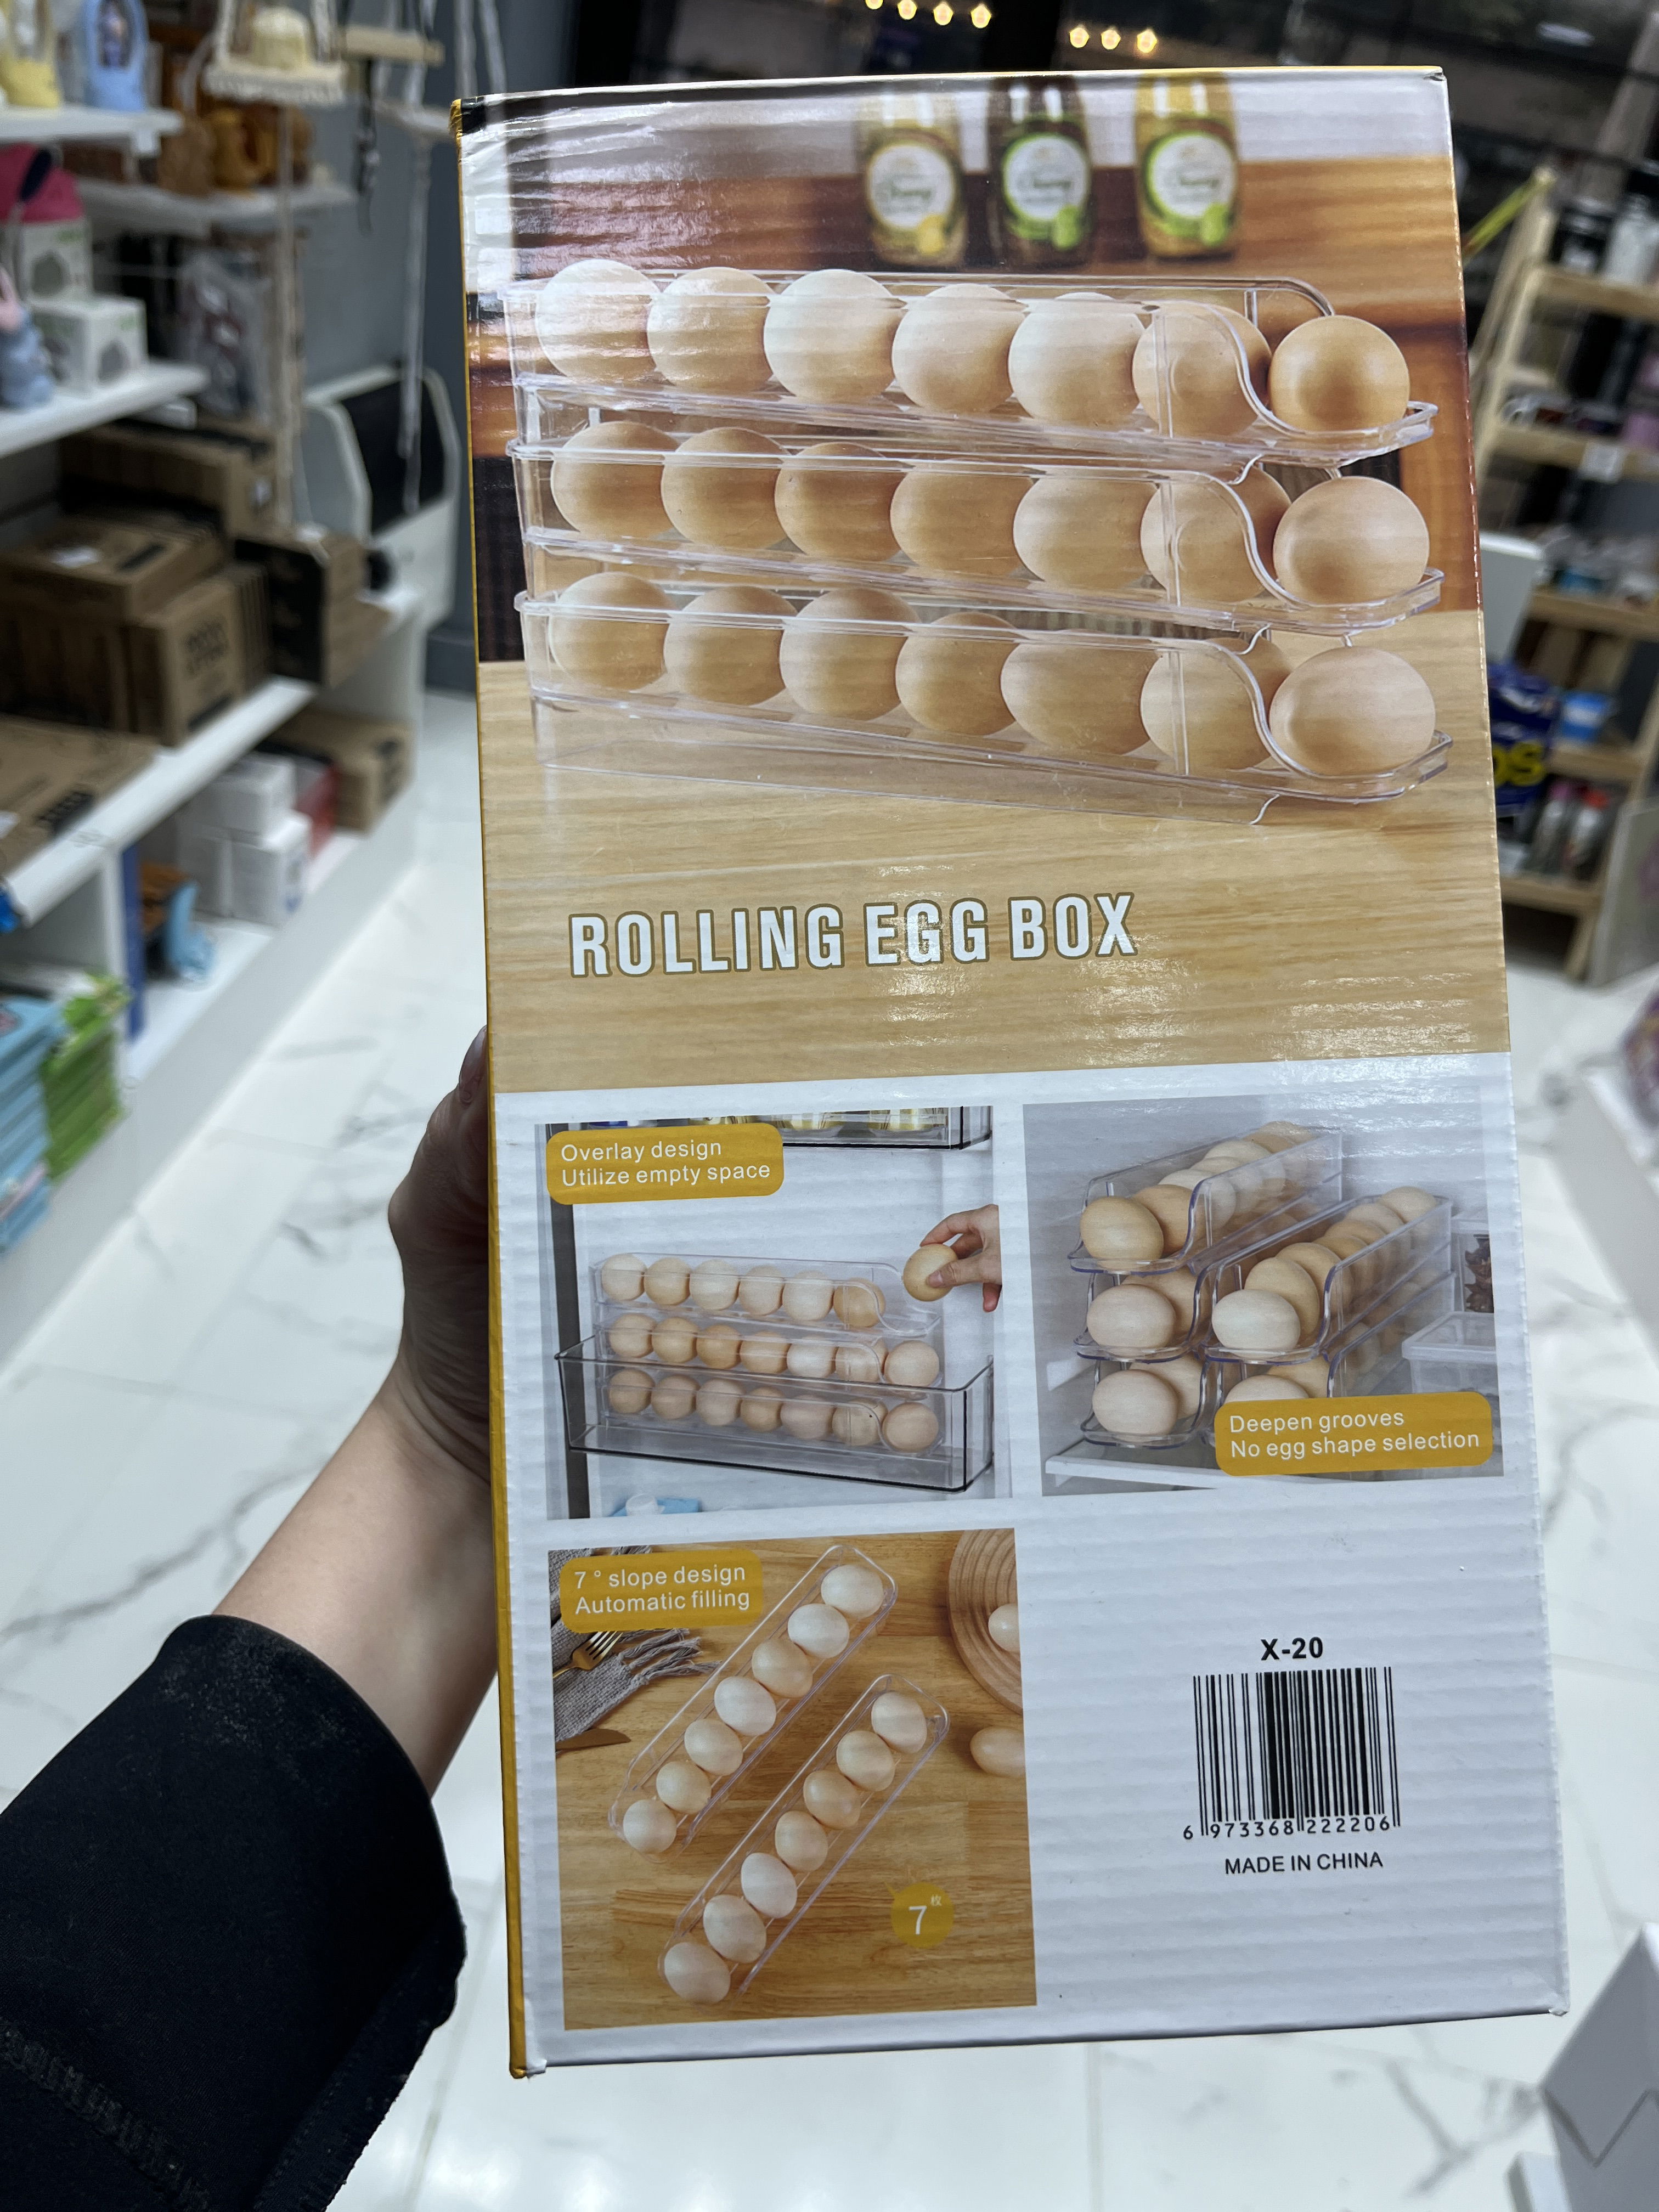 ROLLING EGG BOX
Overlay design
Utilize empty space
Deepen grooves
No egg shape selection
7 ° slope design
Automatic filling
7枚
X-20
6 973368 222206
MADE IN CHINA